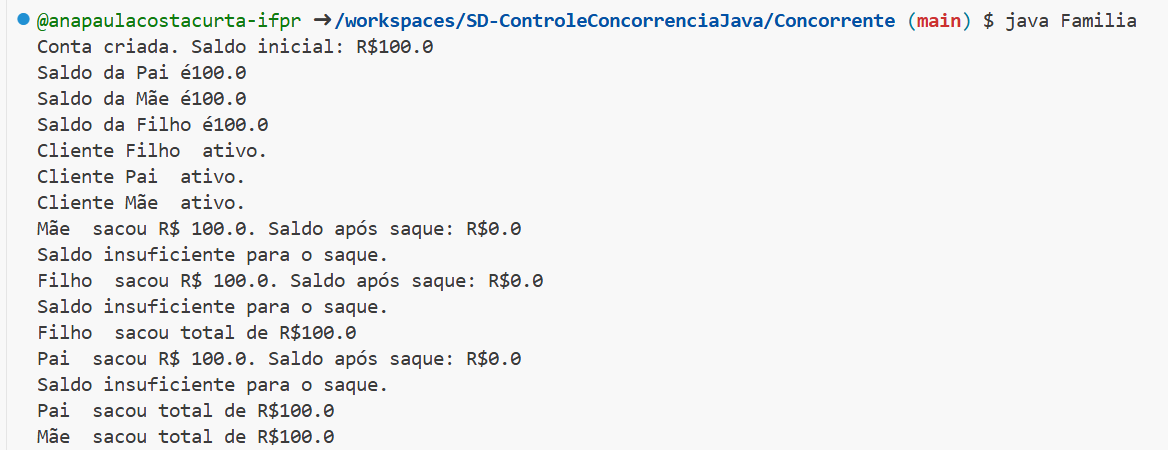 @anapaulacostacurta-ifpr →/workspaces/SD-ControleConcorrenciaJava/Concorrente (main) $ java Familia
Conta criada. Saldo inicial: R$100.0
Saldo da Pai é100.0
Saldo da Mãe é100.0
Saldo da Filho é100.0
Cliente Filho  ativo.
Cliente Pai  ativo.
Cliente Mãe  ativo.
Mãe  sacou R$ 100.0. Saldo após saque: R$0.0
Saldo insuficiente para o saque.
Filho  sacou R$ 100.0. Saldo após saque: R$0.0
Saldo insuficiente para o saque.
Filho  sacou total de R$100.0
Pai  sacou R$ 100.0. Saldo após saque: R$0.0
Saldo insuficiente para o saque.
Pai  sacou total de R$100.0
Mãe  sacou total de R$100.0